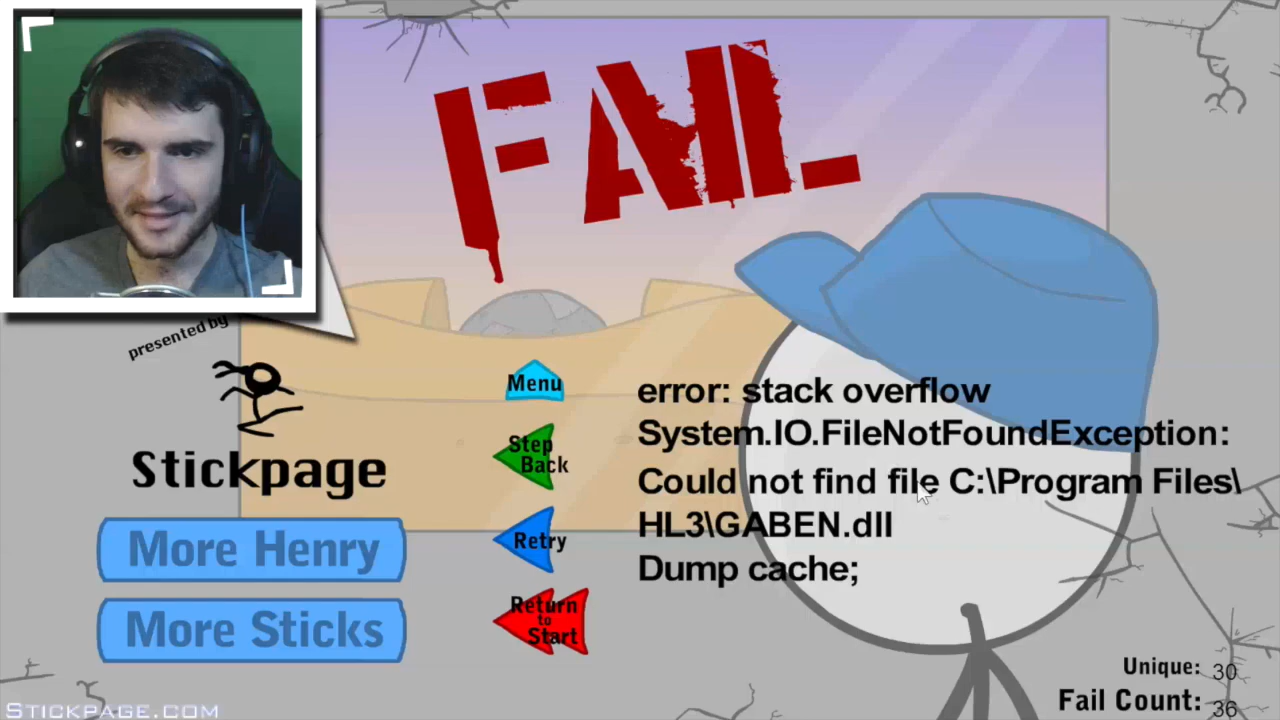 FAIL
presented by
Stickpage
More Henry
More Sticks
Menu
Step
Back
Retry
Return
to
Start
error: stack overflow
System.IO.FileNotFoundException:
Could not find file C:\Program Files\
HL3\GABEN.dll
Dump cache;
Unique: 30
Fail Count: 36
STICKPAGE.COM